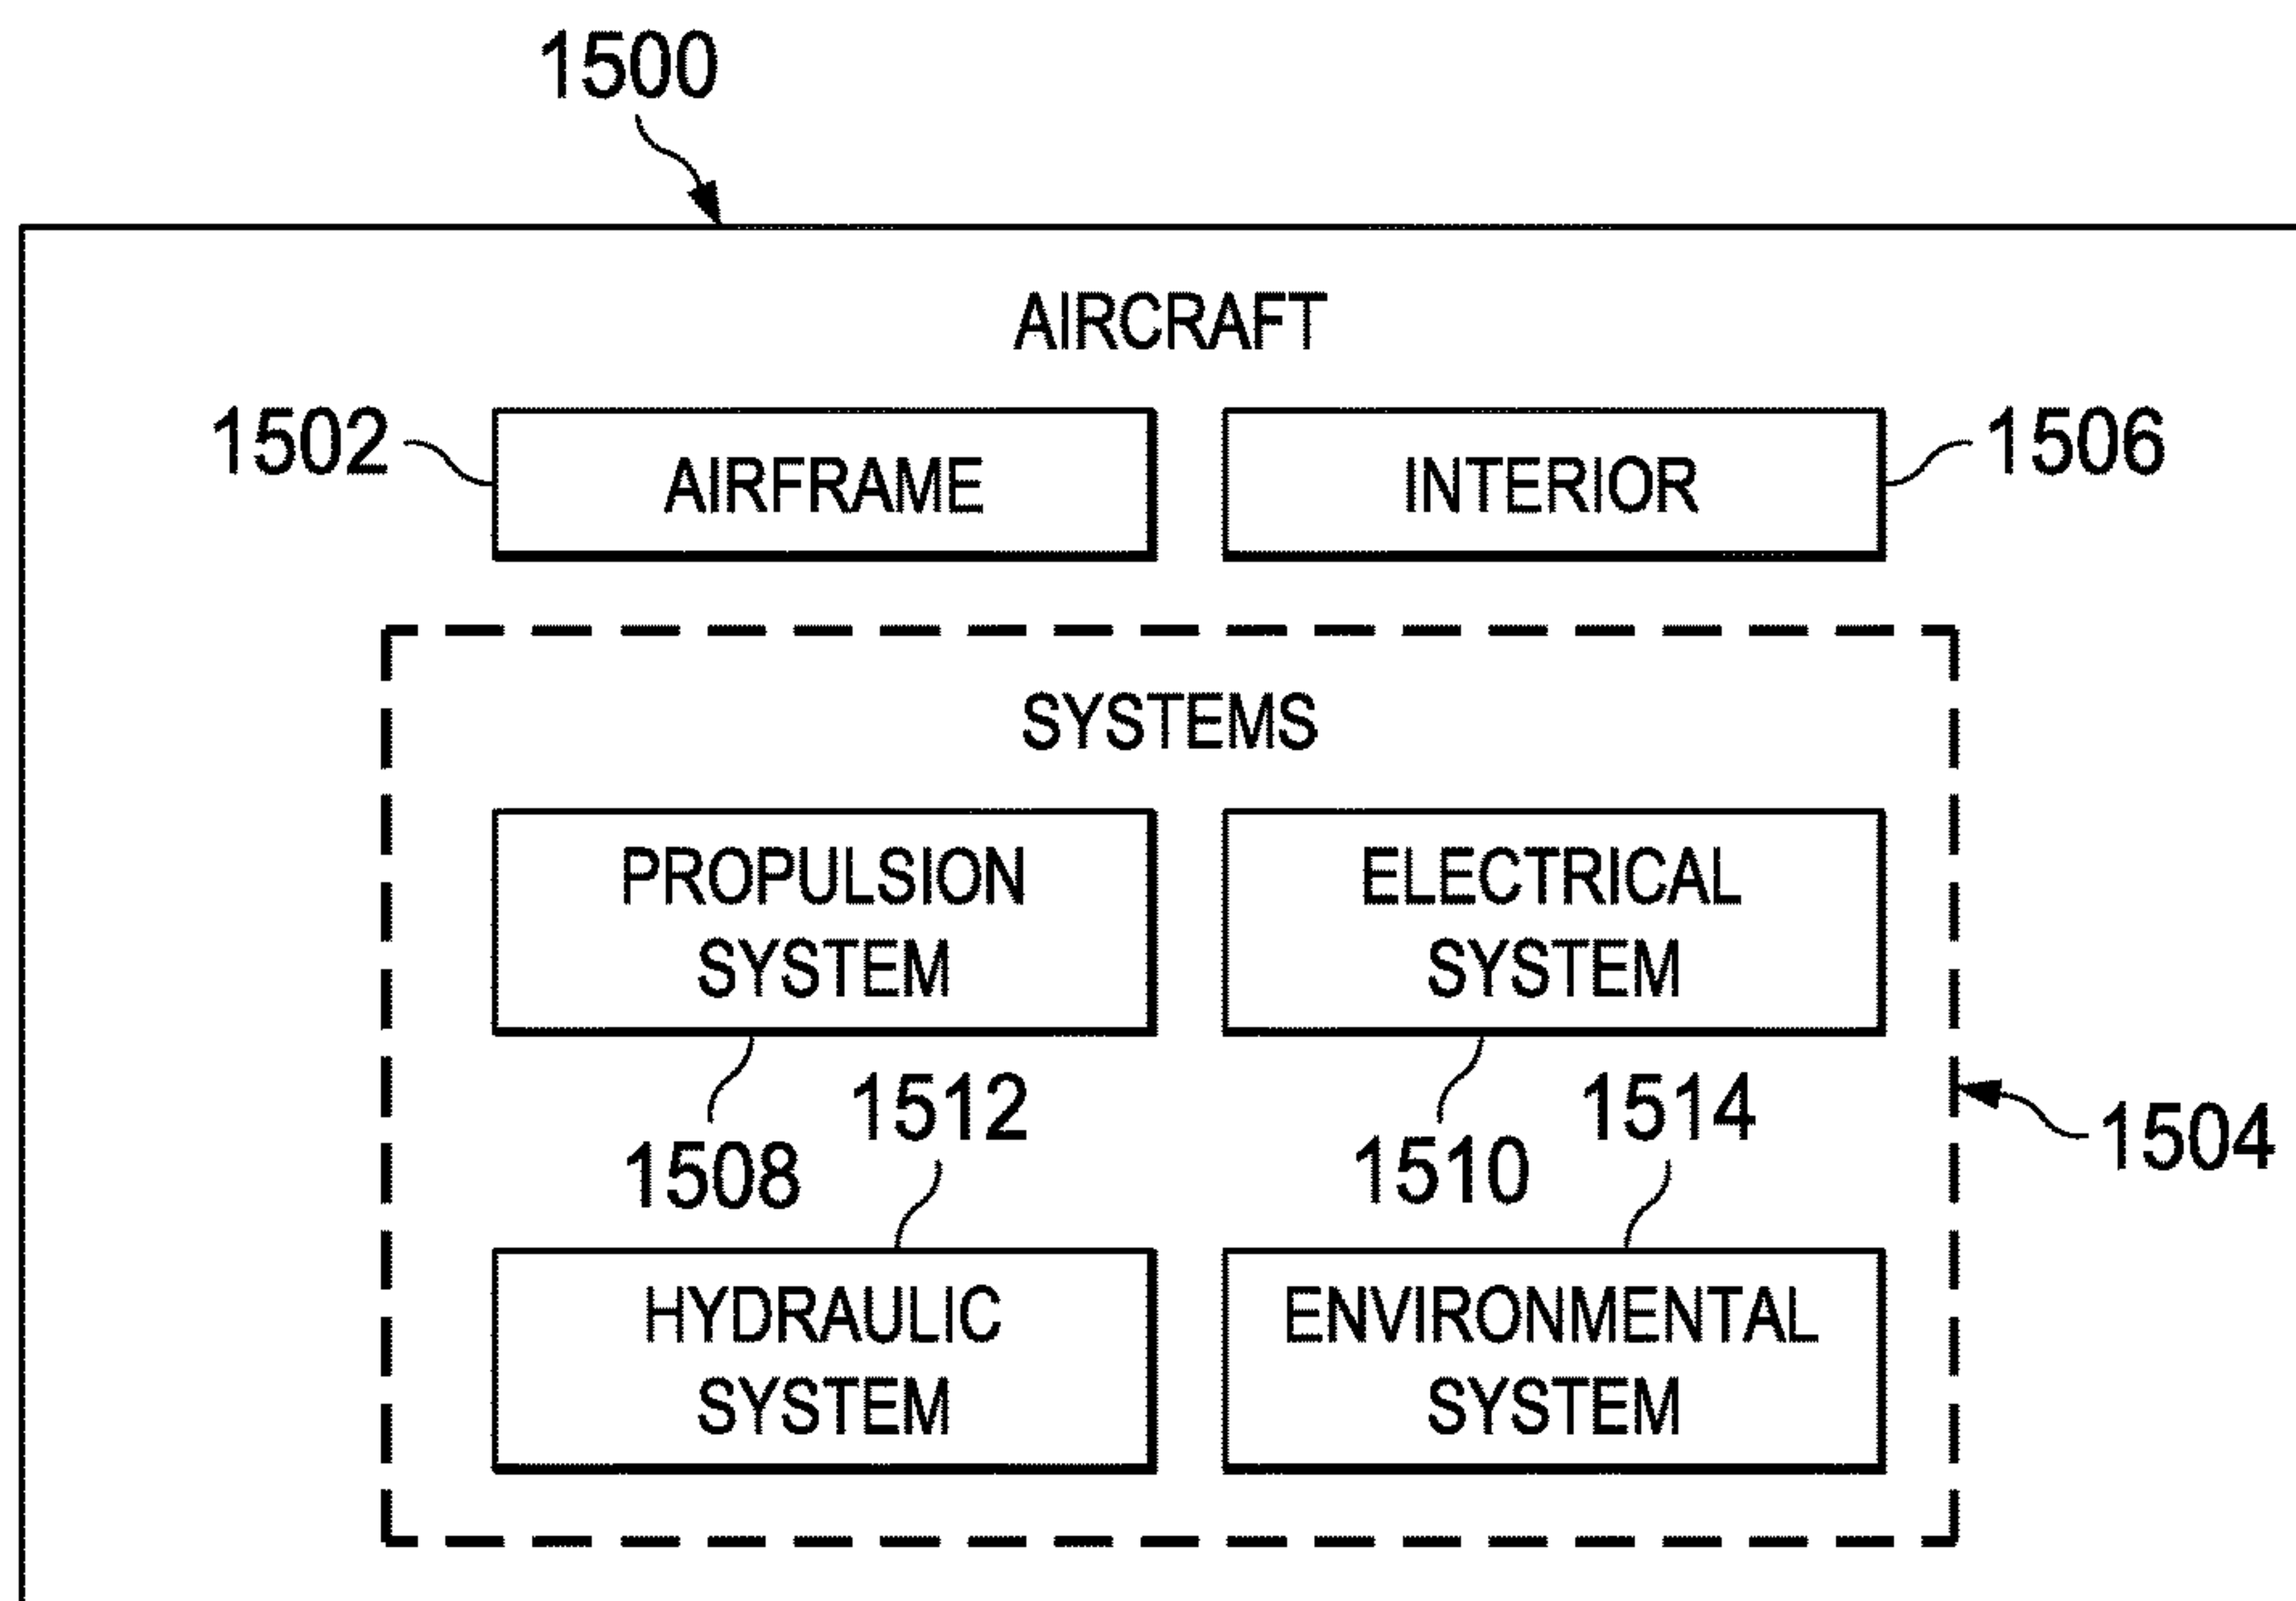 1500
AIRCRAFT
1502
AIRFRAME
INTERIOR
1506
SYSTEMS
PROPULSION
SYSTEM
ELECTRICAL
SYSTEM
1508
1512
1510
1514
1504
HYDRAULIC
SYSTEM
ENVIRONMENTAL
SYSTEM